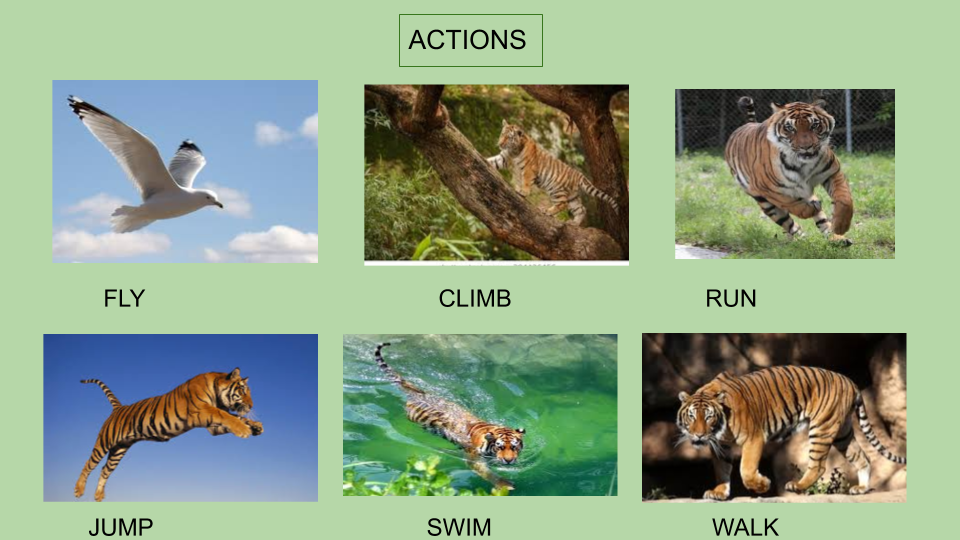 ACTIONS
FLY
CLIMB
RUN
JUMP
SWIM
WALK